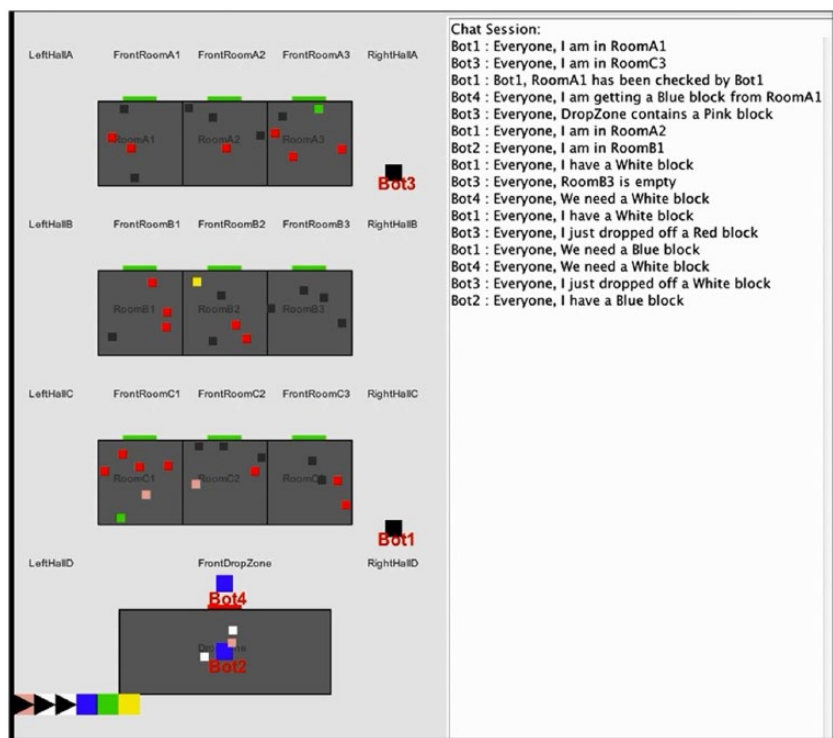 Chat Session:
Bot1 : Everyone, I am in RoomA1
Bot3 : Everyone, I am in RoomC3
Bot1 : Bot1, RoomA1 has been checked by Bot1
Bot4 : Everyone, I am getting a Blue block from RoomA1
Bot3 : Everyone, DropZone contains a Pink block
Bot1 : Everyone, I am in RoomA2
Bot2 : Everyone, I am in RoomB1
Bot1 : Everyone, I have a White block
Bot3 : Everyone, RoomB3 is empty
Bot4 : Everyone, We need a White block
Bot1 : Everyone, I have a White block
Bot3 : Everyone, I just dropped off a Red block
Bot1 : Everyone, We need a Blue block
Bot4 : Everyone, We need a White block
Bot3 : Everyone, I just dropped off a White block
Bot2 : Everyone, I have a Blue block
LeftHallA FrontRoomA1 FrontRoomA2 FrontRoomA3 RightHallA
RoomA1 RoomA2 RoomA3
Bot3
LeftHallB FrontRoomB1 FrontRoomB2 FrontRoomB3 RightHallB
RoomB1 RoomB2 RoomB3
LeftHallC FrontRoomC1 FrontRoomC2 FrontRoomC3 RightHallC
RoomC1 RoomC2
Bot1
LeftHallD FrontDropZone RightHallD
Bot4
Bot2